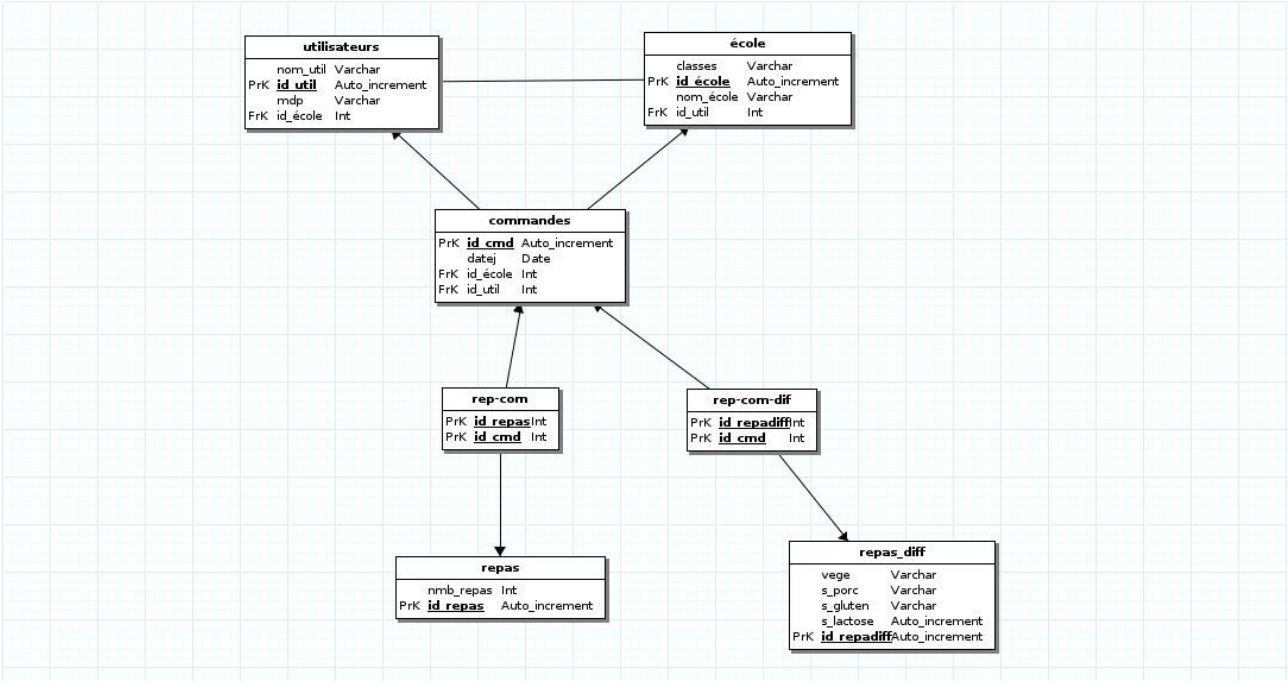 utilisateurs
nom_util Varchar
PrK id_util Auto_increment
mdp Varchar
FrK id_école Int
école
classes Varchar
PrK id_école Auto_increment
nom_école Varchar
FrK id_util Int
commandes
PrK id_cmd Auto_increment
datej Date
FrK id_école Int
FrK id_util Int
rep-com
PrK id_repas Int
PrK id_cmd Int
rep-com-dif
PrK id_repadiff Int
PrK id_cmd Int
repas
nmb_repas Int
PrK id_repas Auto_increment
repas_diff
vege Varchar
s_porc Varchar
s_gluten Varchar
s_lactose Auto_increment
PrK id_repadiff Auto_increment